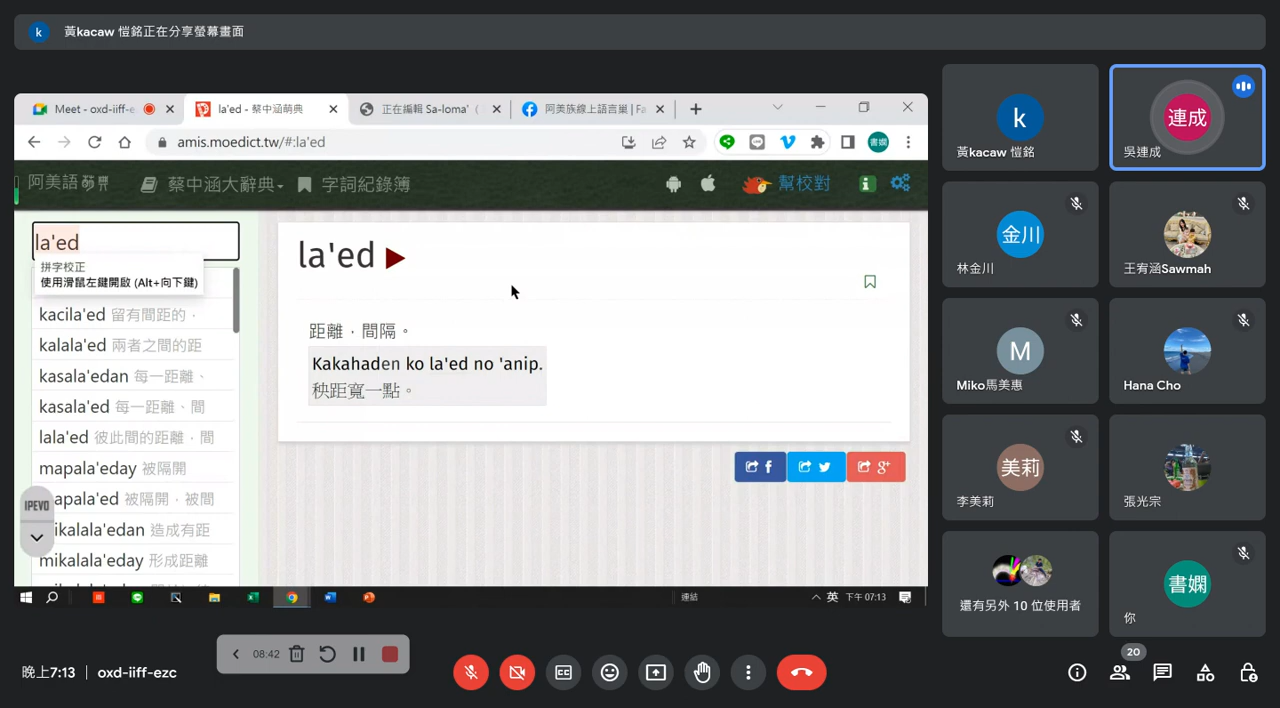 k 黃kacaw 愷銘正在分享螢幕畫面
Meet - oxd-iiff-e
la'ed - 蔡中涵萌典
正在編輯 Sa-loma' (
阿美族線上語言巢 | Fa
amis.moedict.tw/#:la'ed
書嫻
阿美語萌典
蔡中涵大辭典
字詞紀錄簿
幫校對
la'ed
拼字校正
使用滑鼠左鍵開啟 (Alt+向下鍵)
kacila'ed 留有間距的,
kalala'ed 兩者之間的距
kasala'edan 每一距離、
kasala'ed 每一距離、間
lala'ed 彼此間的距離,間
mapala'eday 被隔開
apala'ed 被隔開,被間
ikalala'edan 造成有距
mikalala'eday 形成距離
IPEVO
la'ed
距離,間隔。
Kakahaden ko la'ed no 'anip.
秧距寬一點。
f
g+
連結
英
下午 07:13
k
黃kacaw 愷銘
連成
吳連成
金川
林金川
王宥涵Sawmah
M
Miko馬美惠
Hana Cho
美莉
李美莉
張光宗
還有另外 10 位使用者
書嫻
你
08:42
晚上7:13 | oxd-iiff-ezc
20